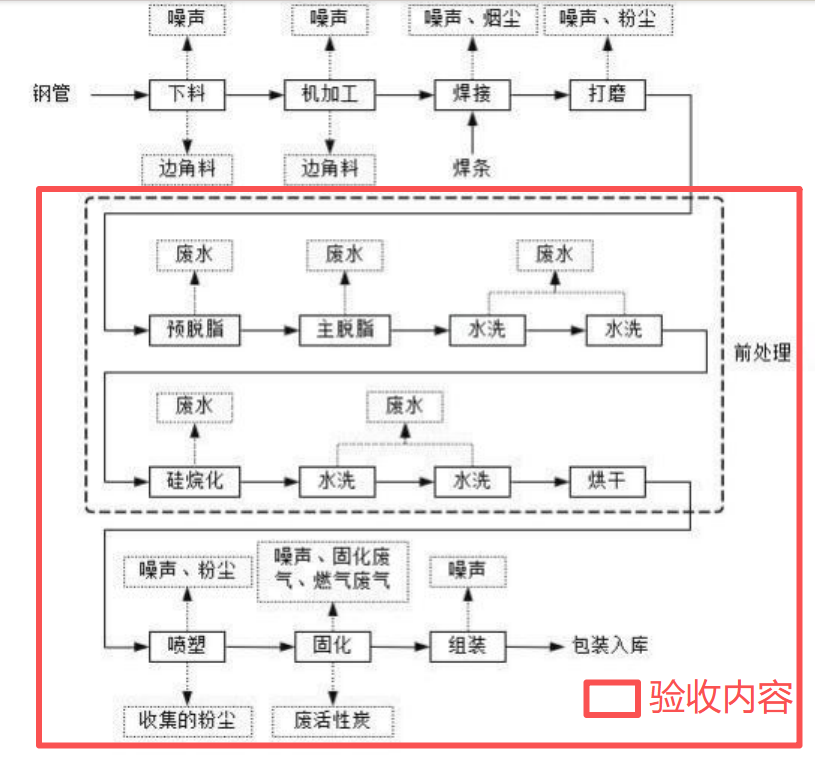 噪声
噪声
噪声、烟尘
噪声、粉尘
钢管
下料
机加工
焊接
打磨
边角料
边角料
焊条
废水
废水
废水
预脱脂
主脱脂
水洗
水洗
前处理
废水
废水
硅烷化
水洗
水洗
烘干
噪声、粉尘
噪声、固化废
气、燃气废气
噪声
喷塑
固化
组装
包装入库
收集的粉尘
废活性炭
验收内容